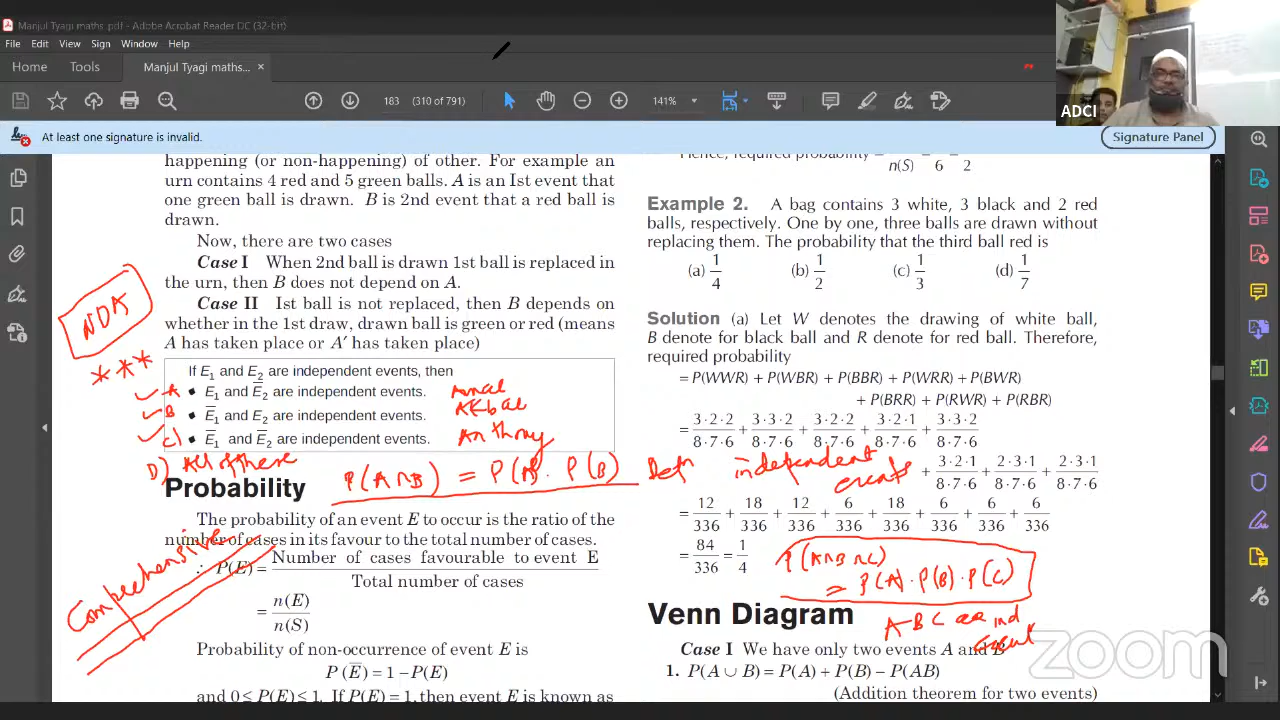 Manjul Tyagi maths .pdf - Adobe Acrobat Reader DC (32-bit)
File Edit View Sign Window Help
Home Tools Manjul Tyagi maths... ×
183 (310 of 791) 141%
ADCI
At least one signature is invalid.
Signature Panel
happening (or non-happening) of other. For example an
urn contains 4 red and 5 green balls. A is an Ist event that
one green ball is drawn. B is 2nd event that a red ball is
drawn.
Now, there are two cases
Case I When 2nd ball is drawn 1st ball is replaced in
the urn, then B does not depend on A.
Case II Ist ball is not replaced, then B depends on
whether in the 1st draw, drawn ball is green or red (means
A has taken place or A′ has taken place)
NDA
***
If E₁ and E₂ are independent events, then
A ◆ E₁ and E̅₂ are independent events. Amal
B ◆ E̅₁ and E₂ are independent events. Akbal
C) ◆ E̅₁ and E̅₂ are independent events. Anthony
D) All of these
P(A∩B) = P(A) · P(B) both independent events
Probability
The probability of an event E to occur is the ratio of the
number of cases in its favour to the total number of cases.
∴ P(E) = Number of cases favourable to event E / Total number of cases
= n(E) / n(S)
Comprehensive
Probability of non-occurrence of event E is
P (E̅) = 1 – P(E)
and 0 ≤ P(E) ≤ 1. If P(E) = 1, then event E is known as
Hence, required probability = n(S) = 6 = 2
Example 2. A bag contains 3 white, 3 black and 2 red
balls, respectively. One by one, three balls are drawn without
replacing them. The probability that the third ball red is
(a) 1/4 (b) 1/2 (c) 1/3 (d) 1/7
Solution (a) Let W denotes the drawing of white ball,
B denote for black ball and R denote for red ball. Therefore,
required probability
= P(WWR) + P(WBR) + P(BBR) + P(WRR) + P(BWR)
+ P(BRR) + P(RWR) + P(RBR)
= 3·2·2/8·7·6 + 3·3·2/8·7·6 + 3·2·2/8·7·6 + 3·2·1/8·7·6 + 3·3·2/8·7·6
+ 3·2·1/8·7·6 + 2·3·1/8·7·6 + 2·3·1/8·7·6
= 12/336 + 18/336 + 12/336 + 6/336 + 18/336 + 6/336 + 6/336 + 6/336
= 84/336 = 1/4
P(A∩B∩C)
= P(A) · P(B) · P(C)
A B C are ind
event
Venn Diagram
Case I We have only two events A and B
1. P(A ∪ B) = P(A) + P(B) – P(AB)
(Addition theorem for two events)
zoom